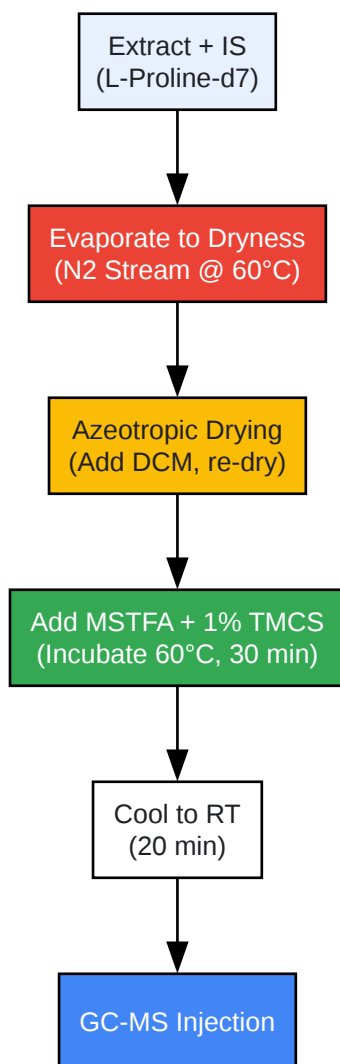 Extract + IS
(L-Proline-d7)
Evaporate to Dryness
(N2 Stream @ 60°C)
Azeotropic Drying
(Add DCM, re-dry)
Add MSTFA + 1% TMCS
(Incubate 60°C, 30 min)
Cool to RT
(20 min)
GC-MS Injection